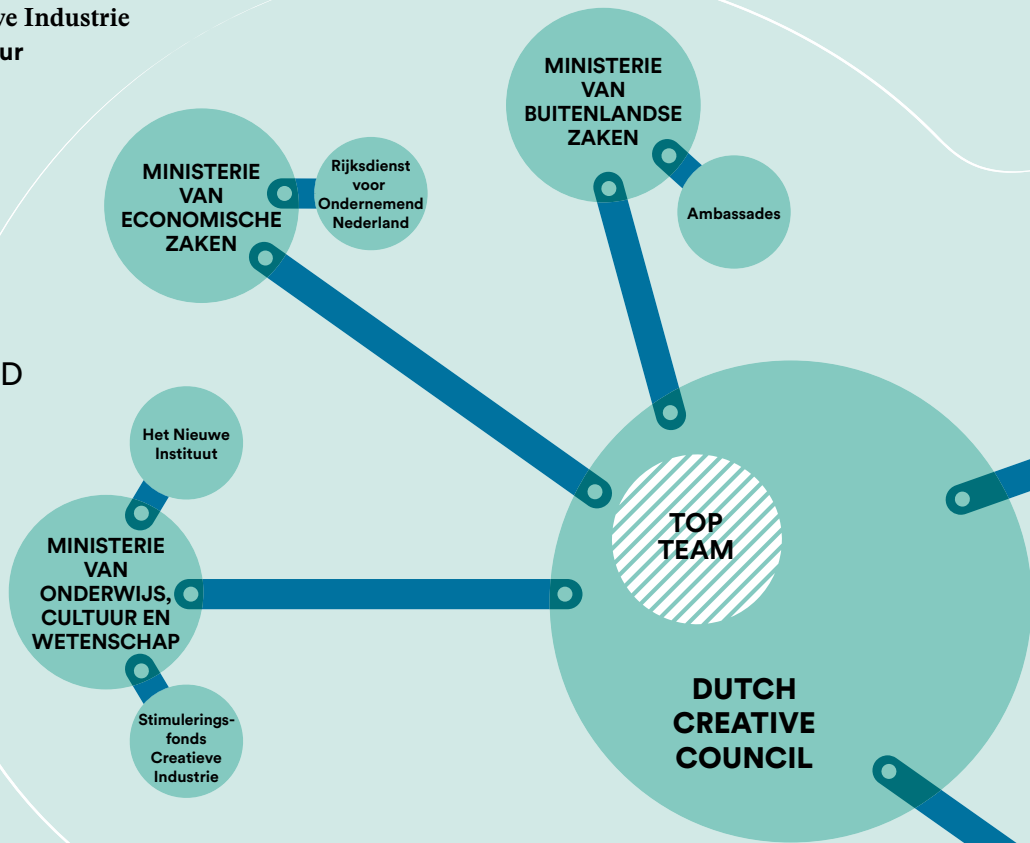 ve Industrie
ur
MINISTERIE
VAN
BUITENLANDSE
ZAKEN
Ambassades
MINISTERIE
VAN
ECONOMISCHE
ZAKEN
Rijksdienst
voor
Ondernemend
Nederland
D
Het Nieuwe
Instituut
MINISTERIE
VAN
ONDERWIJS,
CULTUUR EN
WETENSCHAP
Stimulerings-
fonds
Creatieve
Industrie
TOP
TEAM
DUTCH
CREATIVE
COUNCIL